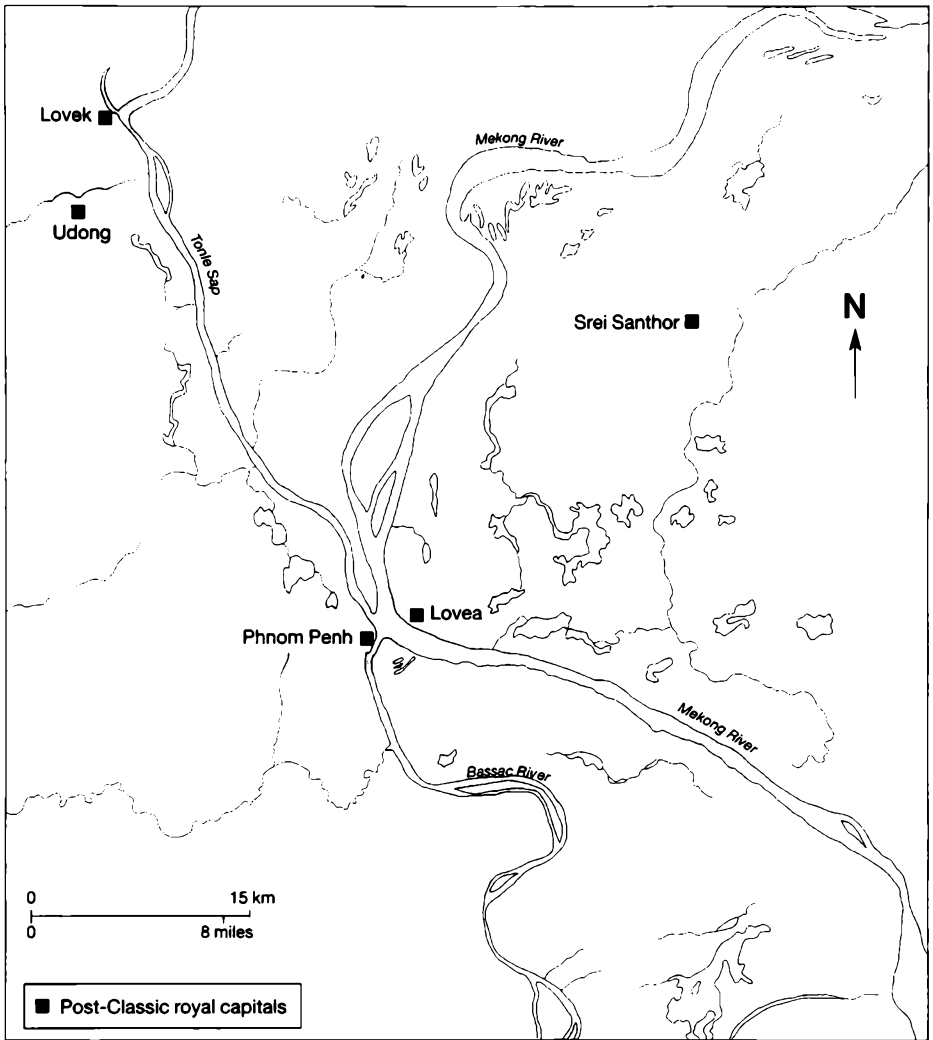 Lovek
Mekong River
Udong
Tonle Sap
Srei Santhor
N
Lovea
Phnom Penh
Mekong River
Bassac River
0 15 km
0 8 miles
Post-Classic royal capitals